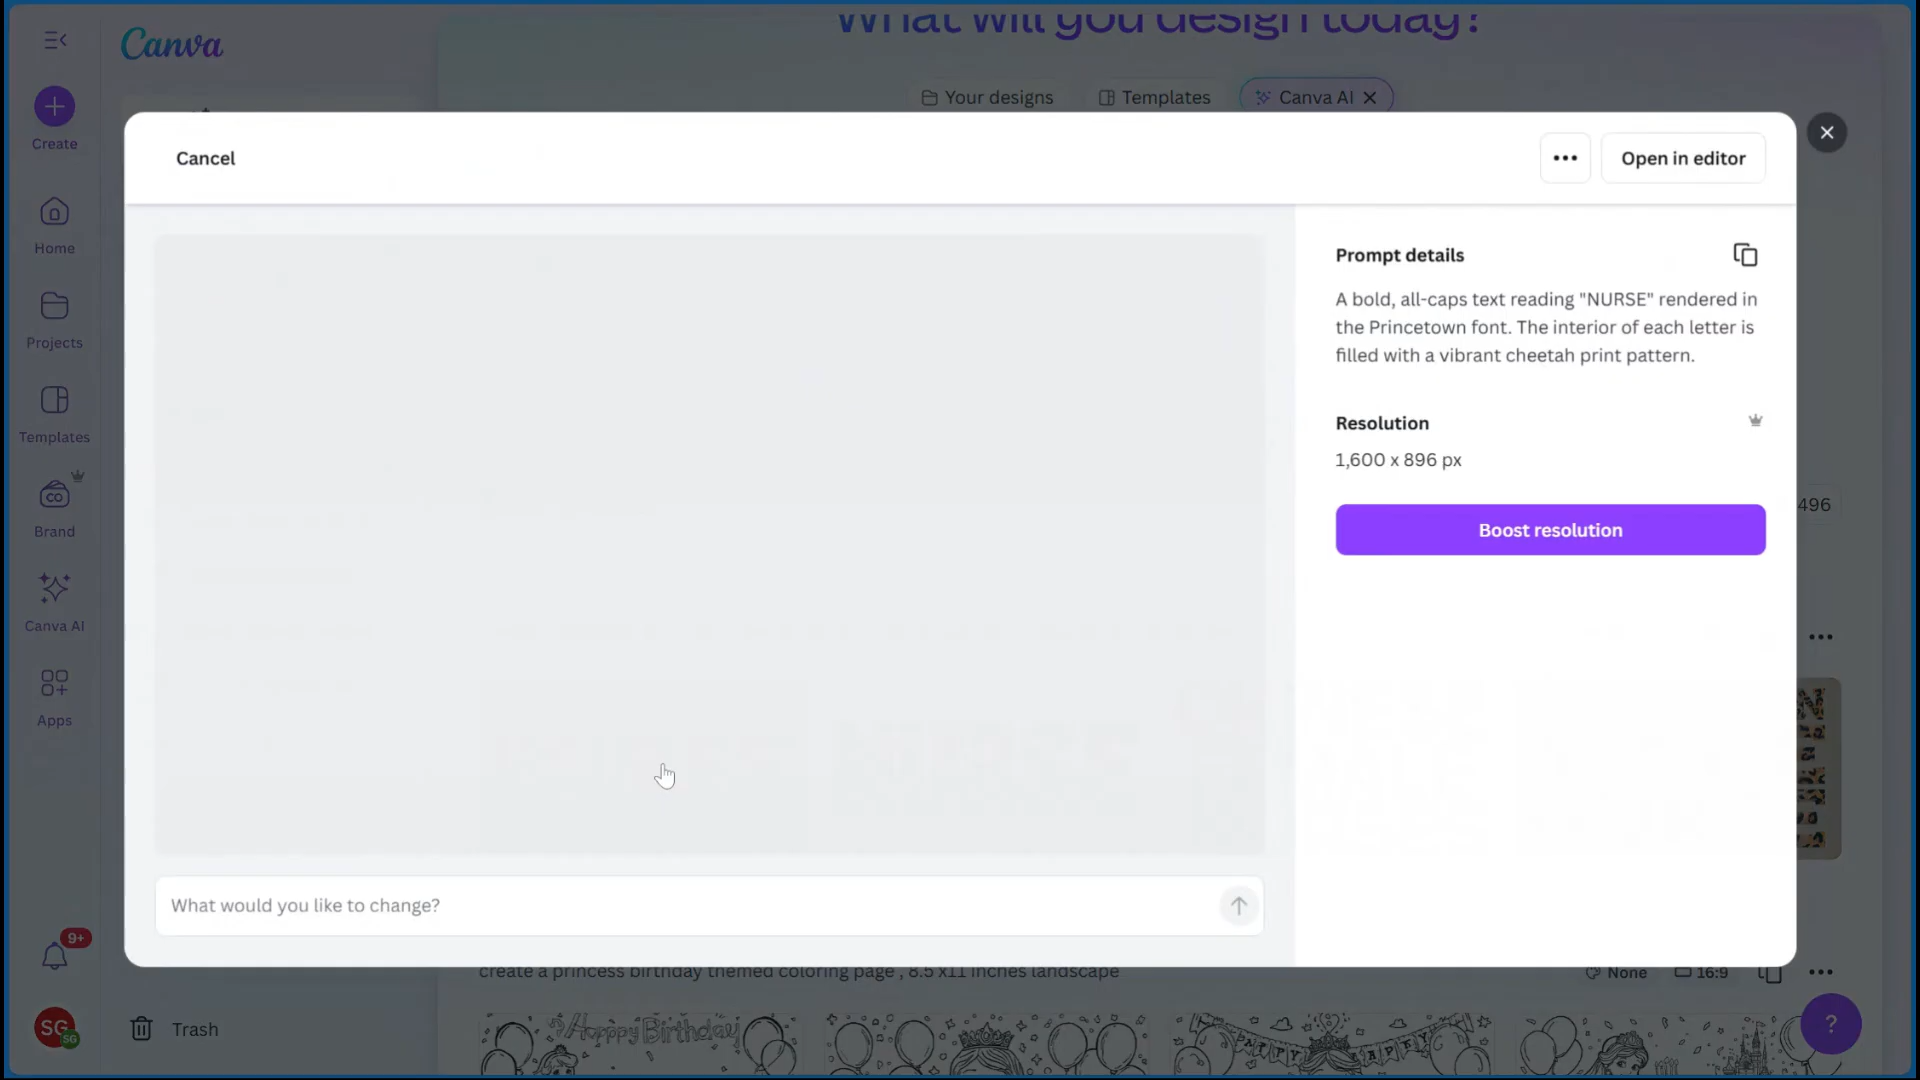 What will you design today?
Canva
Your designs
Templates
Canva AI
Create
Cancel
Open in editor
Home
Prompt details
A bold, all-caps text reading "NURSE" rendered in
the Princetown font. The interior of each letter is
filled with a vibrant cheetah print pattern.
Projects
Resolution
1,600 x 896 px
Templates
496
Boost resolution
Brand
CO
Canva AI
Apps
What would you like to change?
9+
create a princess birthday themed coloring page , 8.5 x11 inches landscape
None
16:9
SG
SG
Trash
Happy Birthday
?